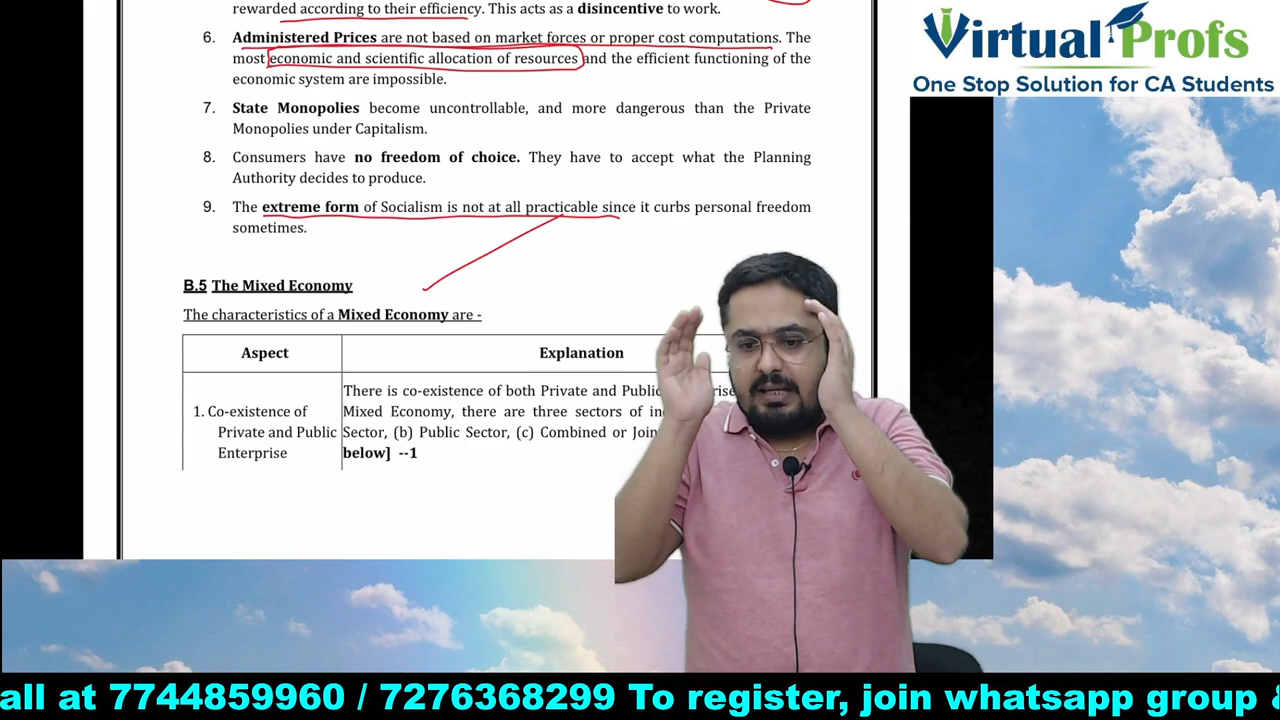 rewarded according to their efficiency. This acts as a disincentive to work.
6. Administered Prices are not based on market forces or proper cost computations. The
most economic and scientific allocation of resources and the efficient functioning of the
economic system are impossible.
7. State Monopolies become uncontrollable, and more dangerous than the Private
Monopolies under Capitalism.
8. Consumers have no freedom of choice. They have to accept what the Planning
Authority decides to produce.
9. The extreme form of Socialism is not at all practicable since it curbs personal freedom
sometimes.
B.5 The Mixed Economy
The characteristics of a Mixed Economy are -
Aspect Explanation
1. Co-existence of
Private and Public
Enterprise
There is co-existence of both Private and Public
Mixed Economy, there are three sectors of
Sector, (b) Public Sector, (c) Combined or
below] --1
Virtual Profs
One Stop Solution for CA Students
all at 7744859960 / 7276368299 To register, join whatsapp group &